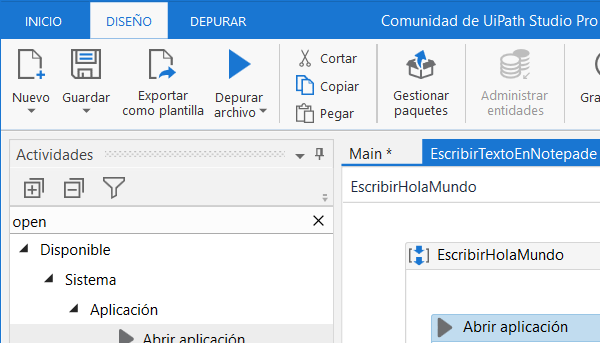 INICIO DISEÑO DEPURAR Comunidad de UiPath Studio Pro
Nuevo Guardar Exportar como plantilla Depurar archivo Cortar Copiar Pegar Gestionar paquetes Administrar entidades
Actividades Main * EscribirTextoEnNotepade
EscribirHolaMundo
open
Disponible
EscribirHolaMundo
Sistema
Aplicación
Abrir aplicación
Abrir aplicación